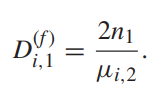 D_{i,1}^{(f)} = \frac{2n_1}{\mu_{i,2}}.